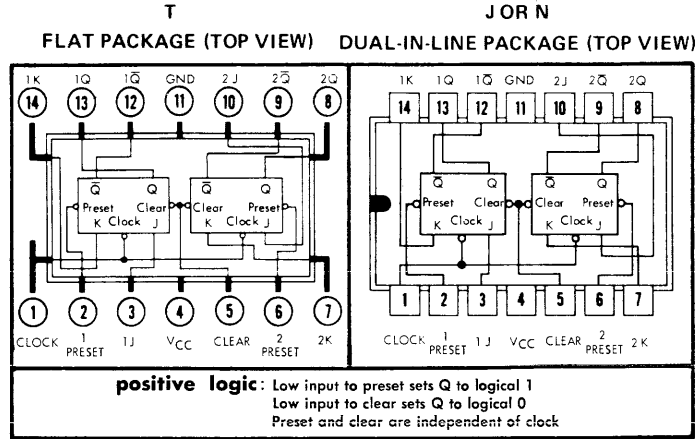 T
FLAT PACKAGE (TOP VIEW)
1K 1Q 1Q̅ GND 2J 2Q̅ 2Q
14 13 12 11 10 9 8
Q̅ Q Q̅ Q
Preset Clear Clear Preset
K Clock J K Clock J
1 2 3 4 5 6 7
CLOCK 1 PRESET 1J VCC CLEAR 2 PRESET 2K
J OR N
DUAL-IN-LINE PACKAGE (TOP VIEW)
1K 1Q 1Q̅ GND 2J 2Q̅ 2Q
14 13 12 11 10 9 8
Q̅ Q Q̅ Q
Preset Clear Clear Preset
K Clock J K Clock J
1 2 3 4 5 6 7
CLOCK 1 PRESET 1J VCC CLEAR 2 PRESET 2K
positive logic: Low input to preset sets Q to logical 1
Low input to clear sets Q to logical 0
Preset and clear are independent of clock